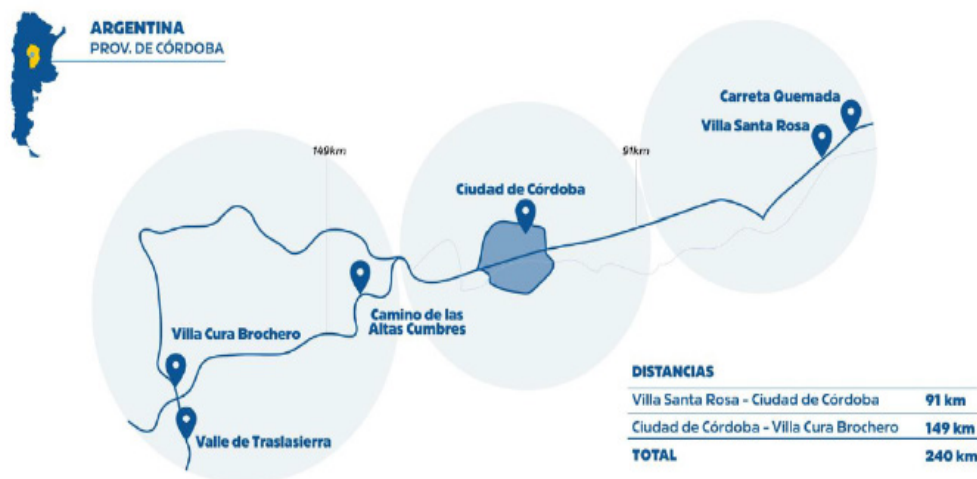 ARGENTINA
PROV. DE CÓRDOBA
Carreta Quemada
Villa Santa Rosa
149km
91km
Ciudad de Córdoba
Camino de las
Altas Cumbres
Villa Cura Brochero
Valle de Traslasierra
DISTANCIAS
Villa Santa Rosa - Ciudad de Córdoba 91 km
Ciudad de Córdoba - Villa Cura Brochero 149 km
TOTAL 240 km